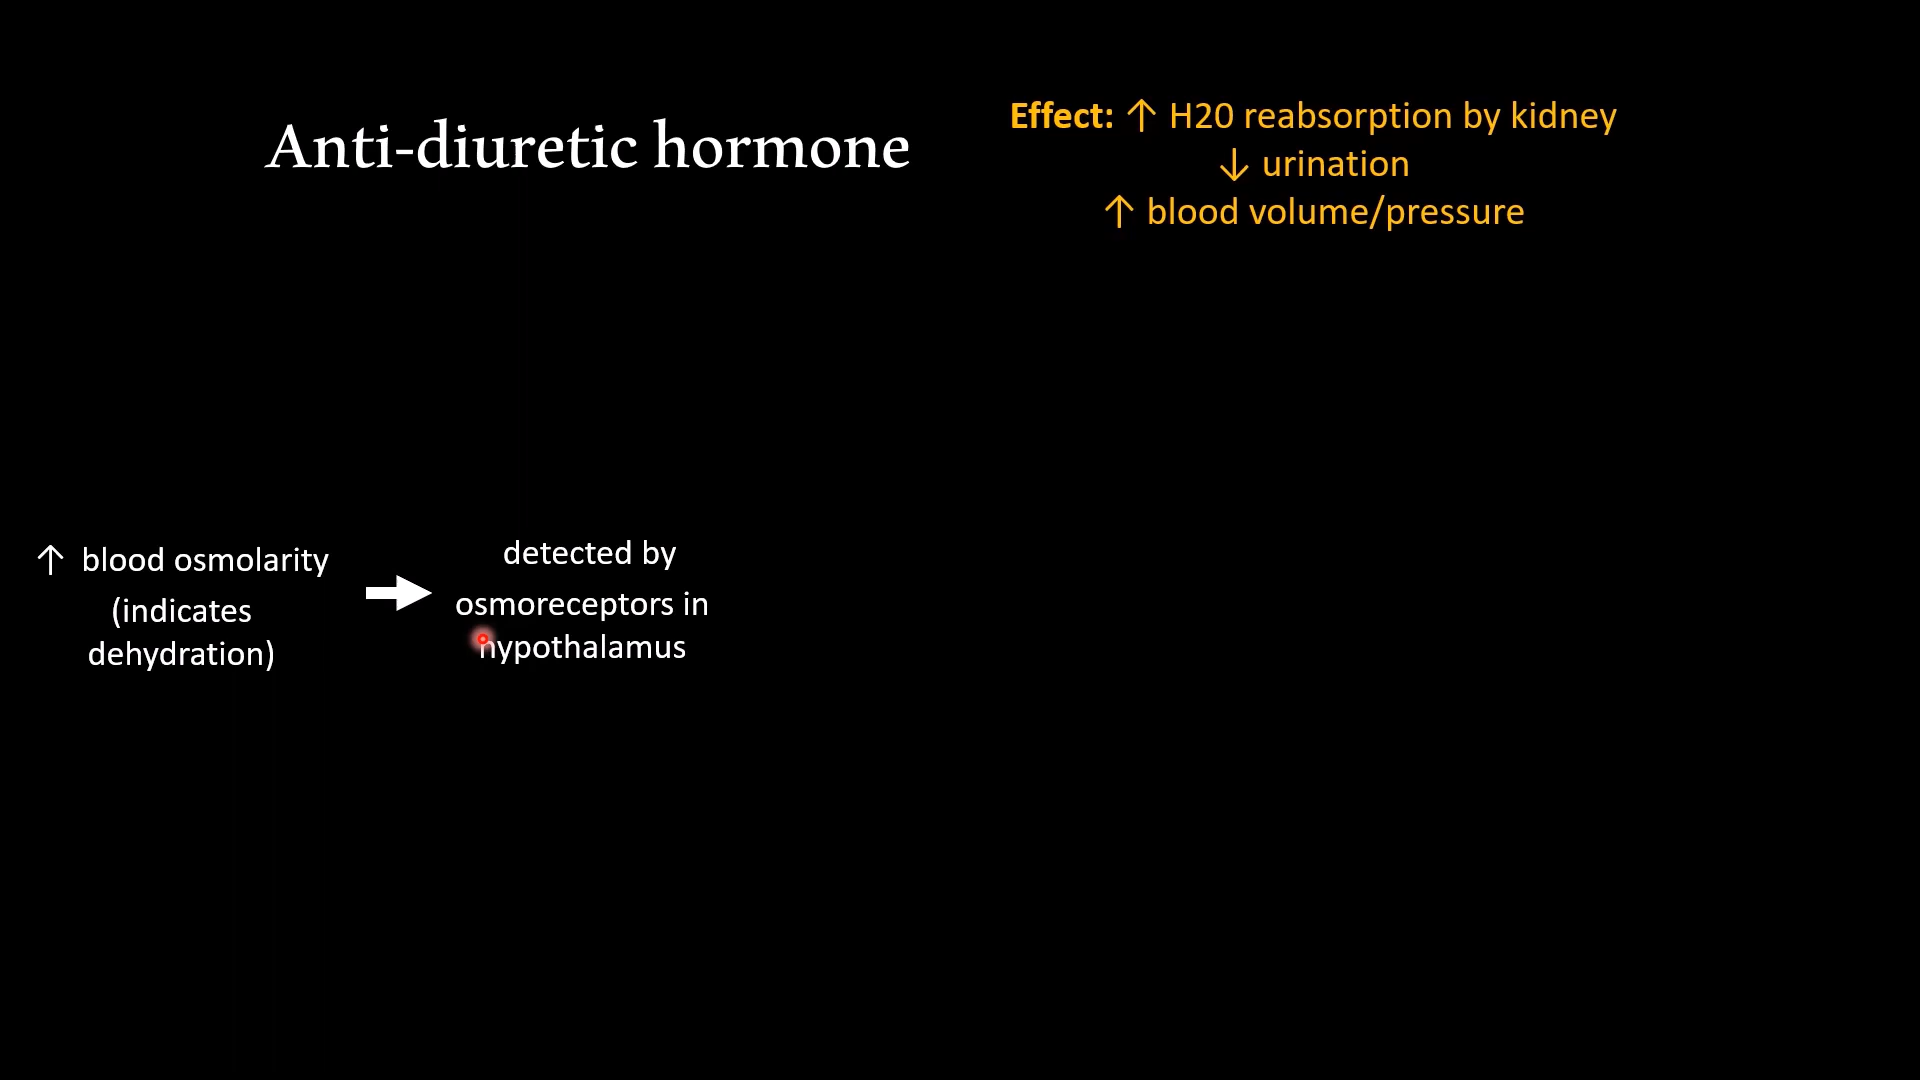 Anti-diuretic hormone
Effect: ↑ H20 reabsorption by kidney
↓ urination
↑ blood volume/pressure
↑ blood osmolarity
(indicates
dehydration)
detected by
osmoreceptors in
hypothalamus